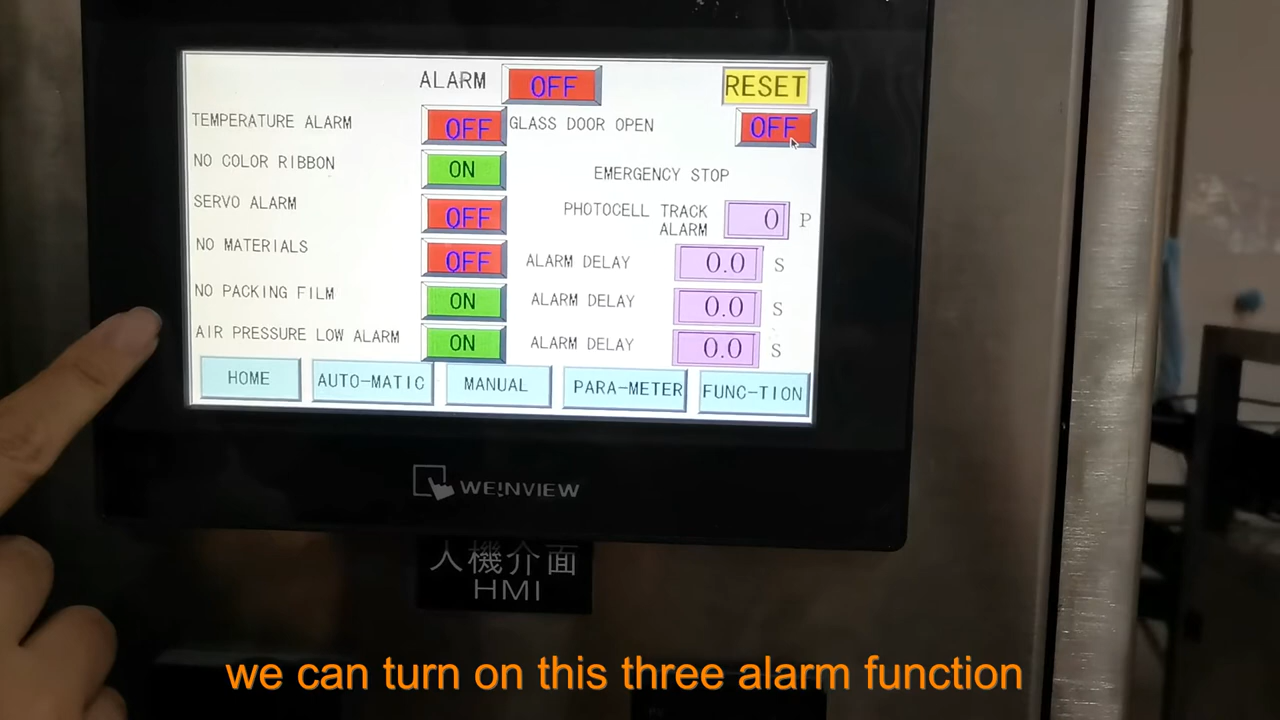 ALARM OFF RESET
TEMPERATURE ALARM OFF GLASS DOOR OPEN OFF
NO COLOR RIBBON ON
EMERGENCY STOP
SERVO ALARM OFF
PHOTOCELL TRACK ALARM 0 P
NO MATERIALS OFF ALARM DELAY 0.0 S
NO PACKING FILM ON ALARM DELAY 0.0 S
AIR PRESSURE LOW ALARM ON ALARM DELAY 0.0 S
HOME AUTO-MATIC MANUAL PARA-METER FUNC-TION
WE!NVIEW
人機介面
HMI
we can turn on this three alarm function